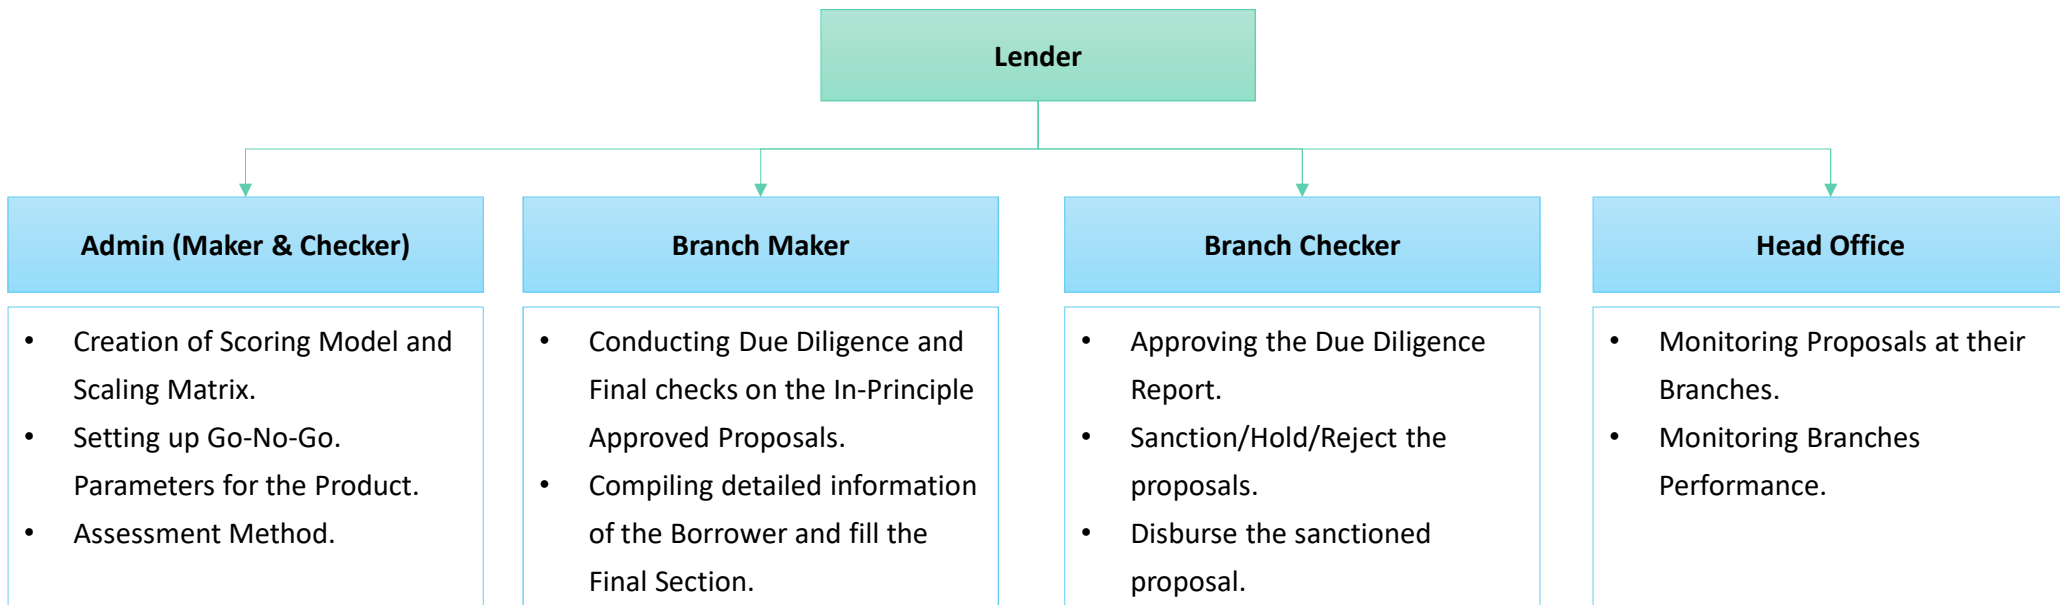 Lender
Admin (Maker & Checker)
• Creation of Scoring Model and
Scaling Matrix.
• Setting up Go-No-Go.
Parameters for the Product.
• Assessment Method.
Branch Maker
• Conducting Due Diligence and
Final checks on the In-Principle
Approved Proposals.
• Compiling detailed information
of the Borrower and fill the
Final Section.
Branch Checker
• Approving the Due Diligence
Report.
• Sanction/Hold/Reject the
proposals.
• Disburse the sanctioned
proposal.
Head Office
• Monitoring Proposals at their
Branches.
• Monitoring Branches
Performance.